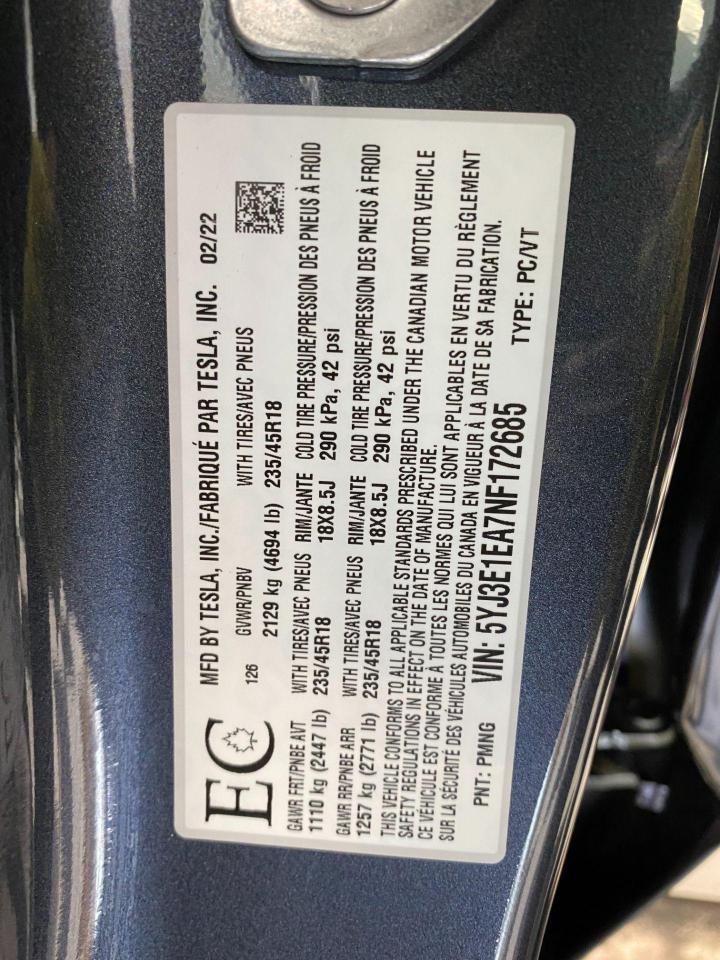 EC
MFD BY TESLA, INC./FABRIQUÉ PAR TESLA, INC. 02/22
126 GVWR/PNBV WITH TIRES/AVEC PNEUS
2129 kg (4694 lb) 235/45R18
GAWR FRT/PNBE AVT WITH TIRES/AVEC PNEUS RIM/JANTE COLD TIRE PRESSURE/PRESSION DES PNEUS À FROID
1110 kg (2447 lb) 235/45R18 18X8.5J 290 kPa, 42 psi
GAWR RR/PNBE ARR WITH TIRES/AVEC PNEUS RIM/JANTE COLD TIRE PRESSURE/PRESSION DES PNEUS À FROID
1257 kg (2771 lb) 235/45R18 18X8.5J 290 kPa, 42 psi
THIS VEHICLE CONFORMS TO ALL APPLICABLE STANDARDS PRESCRIBED UNDER THE CANADIAN MOTOR VEHICLE
SAFETY REGULATIONS IN EFFECT ON THE DATE OF MANUFACTURE.
CE VÉHICULE EST CONFORME À TOUTES LES NORMES QUI LUI SONT APPLICABLES EN VERTU DU RÈGLEMENT
SUR LA SÉCURITÉ DES VÉHICULES AUTOMOBILES DU CANADA EN VIGUEUR À LA DATE DE SA FABRICATION.
PNT: PMNG VIN: 5YJ3E1EA7NF172685 TYPE: PC/VT